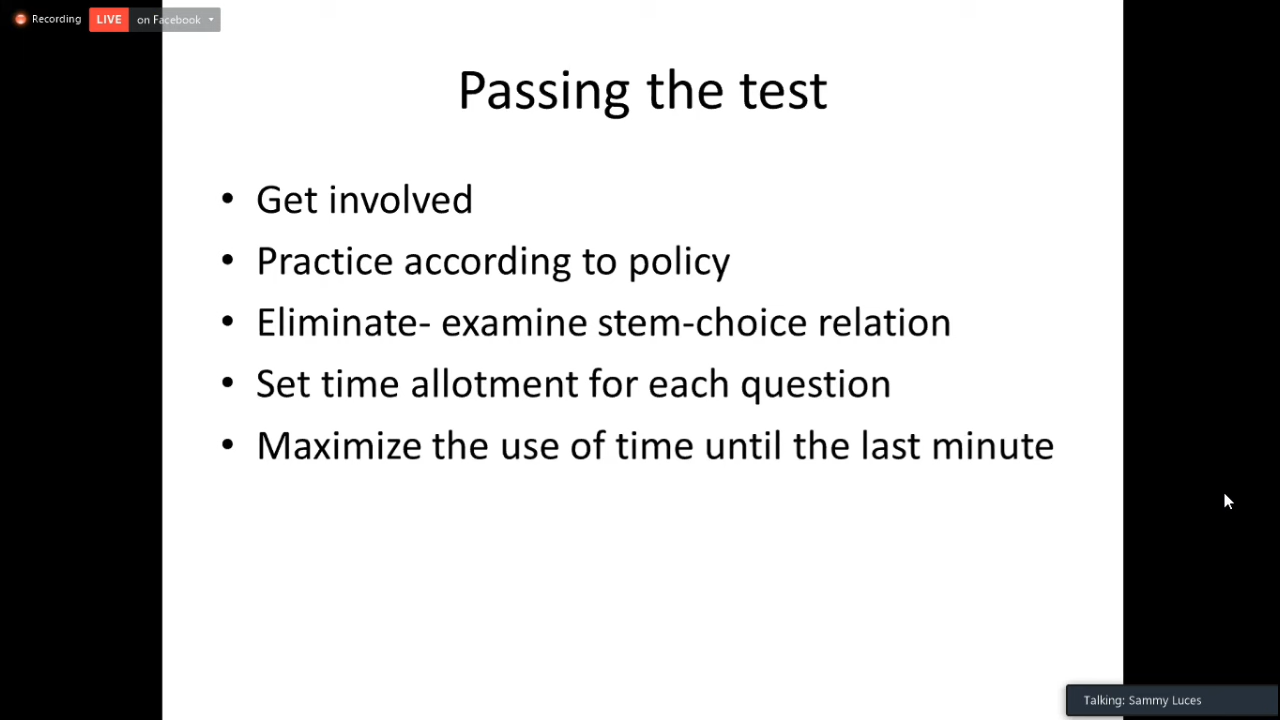 Recording LIVE on Facebook
Passing the test
• Get involved
• Practice according to policy
• Eliminate- examine stem-choice relation
• Set time allotment for each question
• Maximize the use of time until the last minute
Talking: Sammy Luces